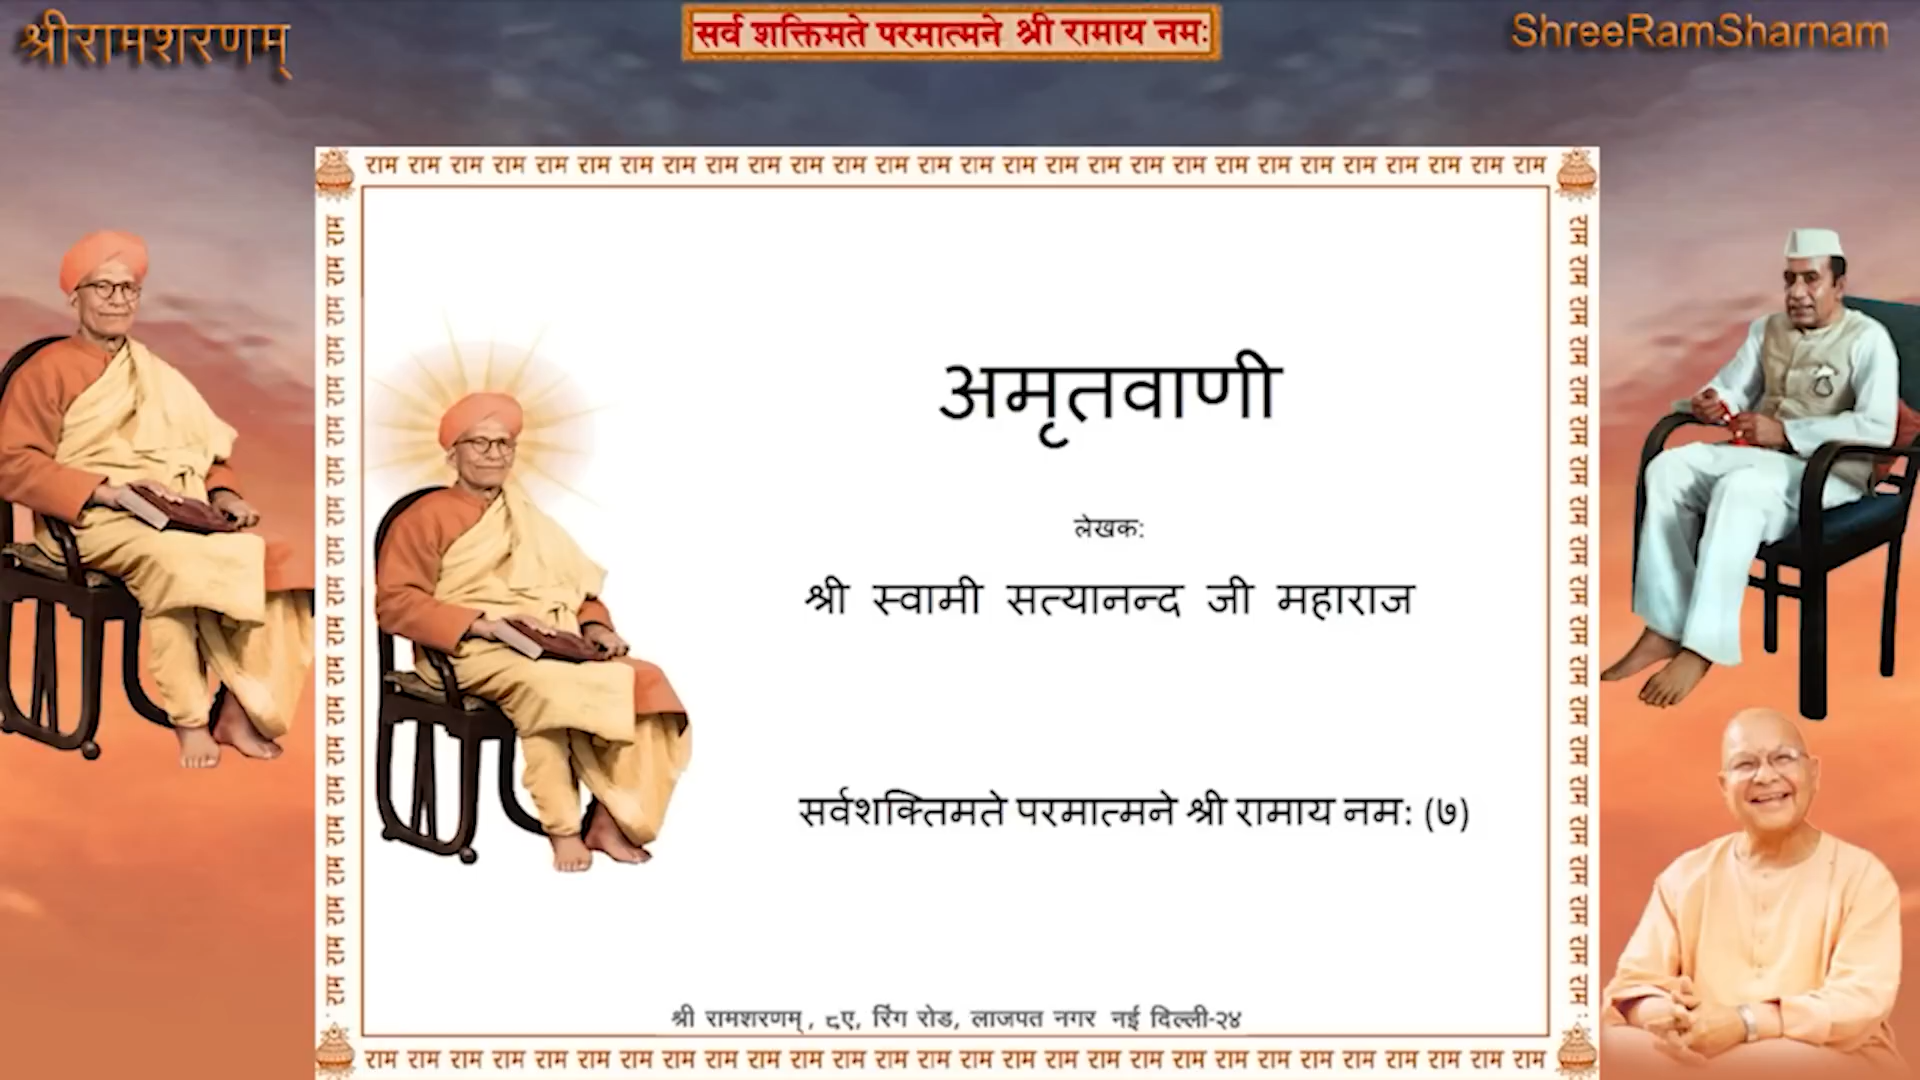 श्रीरामशरणम्
सर्व शक्तिमते परमात्मने श्री रामाय नमः
ShreeRamSharnam
राम राम राम राम राम राम राम राम राम राम राम राम राम राम राम राम राम राम राम राम राम राम राम राम राम राम राम राम
अमृतवाणी
लेखक:
श्री स्वामी सत्यानन्द जी महाराज
सर्वशक्तिमते परमात्मने श्री रामाय नमः (७)
श्री रामशरणम् , ८ए, रिंग रोड, लाजपत नगर नई दिल्ली-२४
राम राम राम राम राम राम राम राम राम राम राम राम राम राम राम राम राम राम राम राम राम राम राम राम राम राम राम राम
राम राम राम राम राम राम राम राम राम राम राम राम राम राम राम राम राम राम राम राम
राम राम राम राम राम राम राम राम राम राम राम राम राम राम राम राम राम राम राम राम